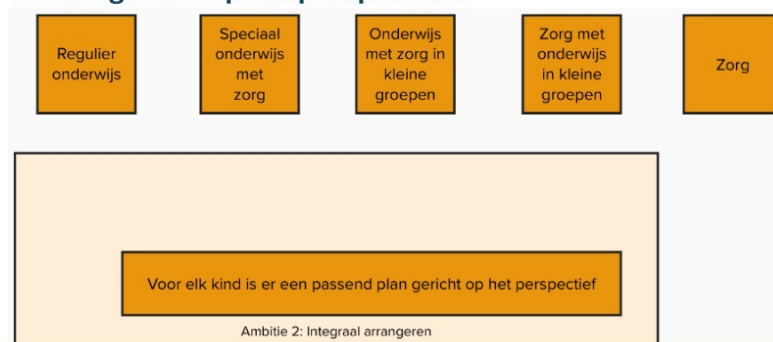 Regulier
onderwijs
Speciaal
onderwijs
met
zorg
Onderwijs
met zorg in
kleine
groepen
Zorg met
onderwijs
in kleine
groepen
Zorg
Voor elk kind is er een passend plan gericht op het perspectief
Ambitie 2: Integraal arrangeren